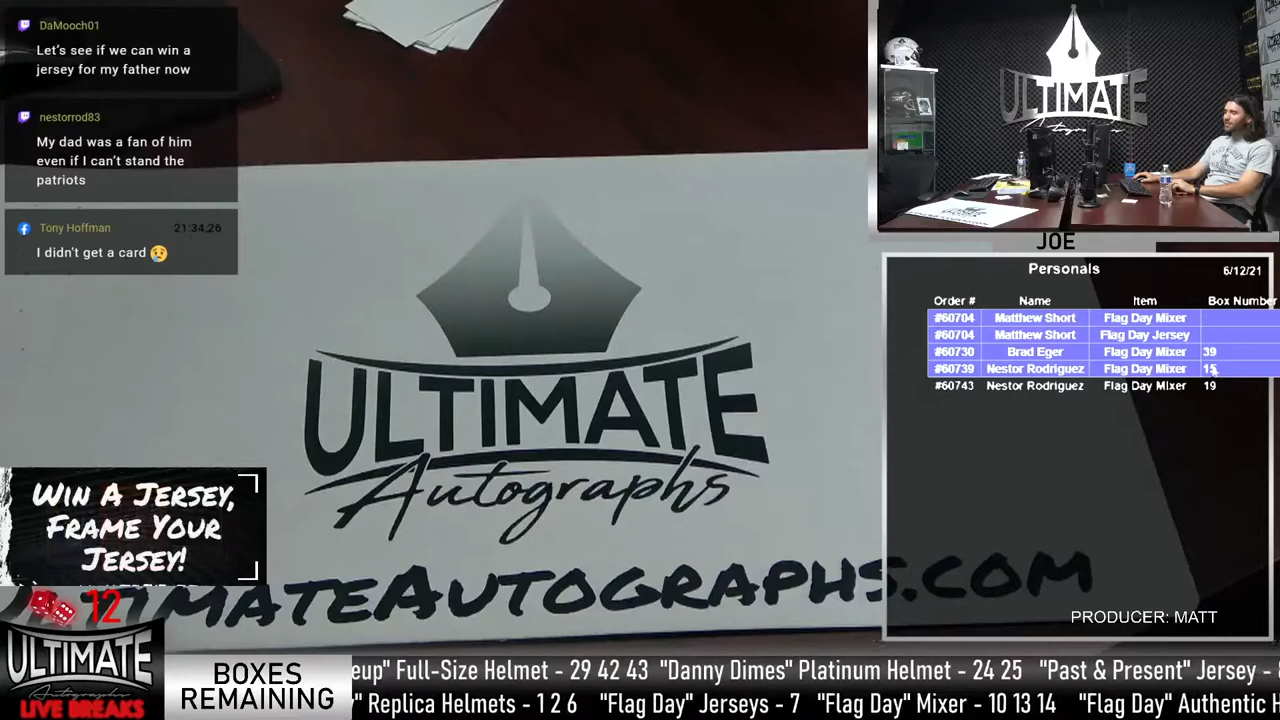 DaMooch01
Let's see if we can win a
jersey for my father now
nestorrod83
My dad was a fan of him
even if I can't stand the
patriots
Tony Hoffman 21:34:26
I didn't get a card 😢
ULTIMATE
Autographs
ULTIMATEAUTOGRAPHS.COM
ULTIMATE
Autographs
JOE
Personals
6/12/21
Order # Name Item Box Number
#60704 Matthew Short Flag Day Mixer
#60704 Matthew Short Flag Day Jersey
#60730 Brad Eger Flag Day Mixer 39
#60739 Nestor Rodriguez Flag Day Mixer 15
#60743 Nestor Rodriguez Flag Day Mixer 19
PRODUCER: MATT
WIN A JERSEY,
FRAME YOUR
JERSEY!
12
ULTIMATE
Autographs
LIVE BREAKS
BOXES
REMAINING
eup" Full-Size Helmet - 29 42 43 "Danny Dimes" Platinum Helmet - 24 25 "Past & Present" Jersey -
" Replica Helmets - 1 2 6 "Flag Day" Jerseys - 7 "Flag Day" Mixer - 10 13 14 "Flag Day" Authentic H